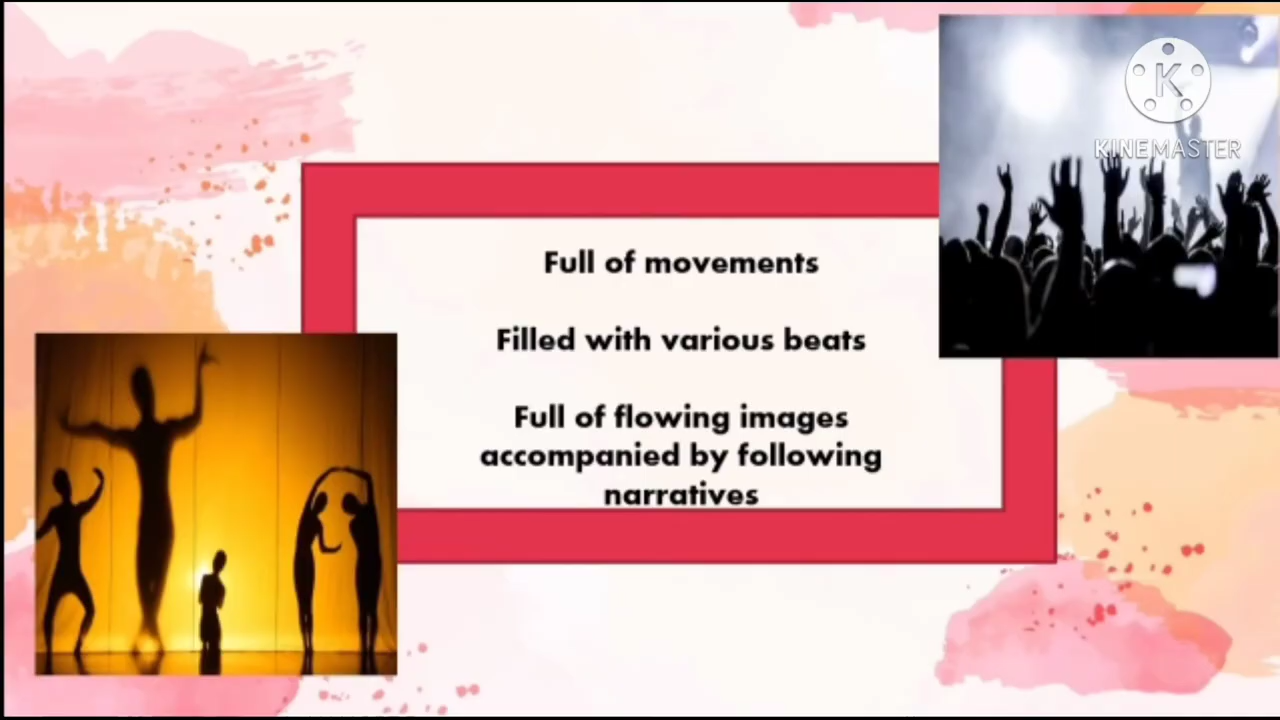 K
KINEMASTER
Full of movements
Filled with various beats
Full of flowing images
accompanied by following
narratives